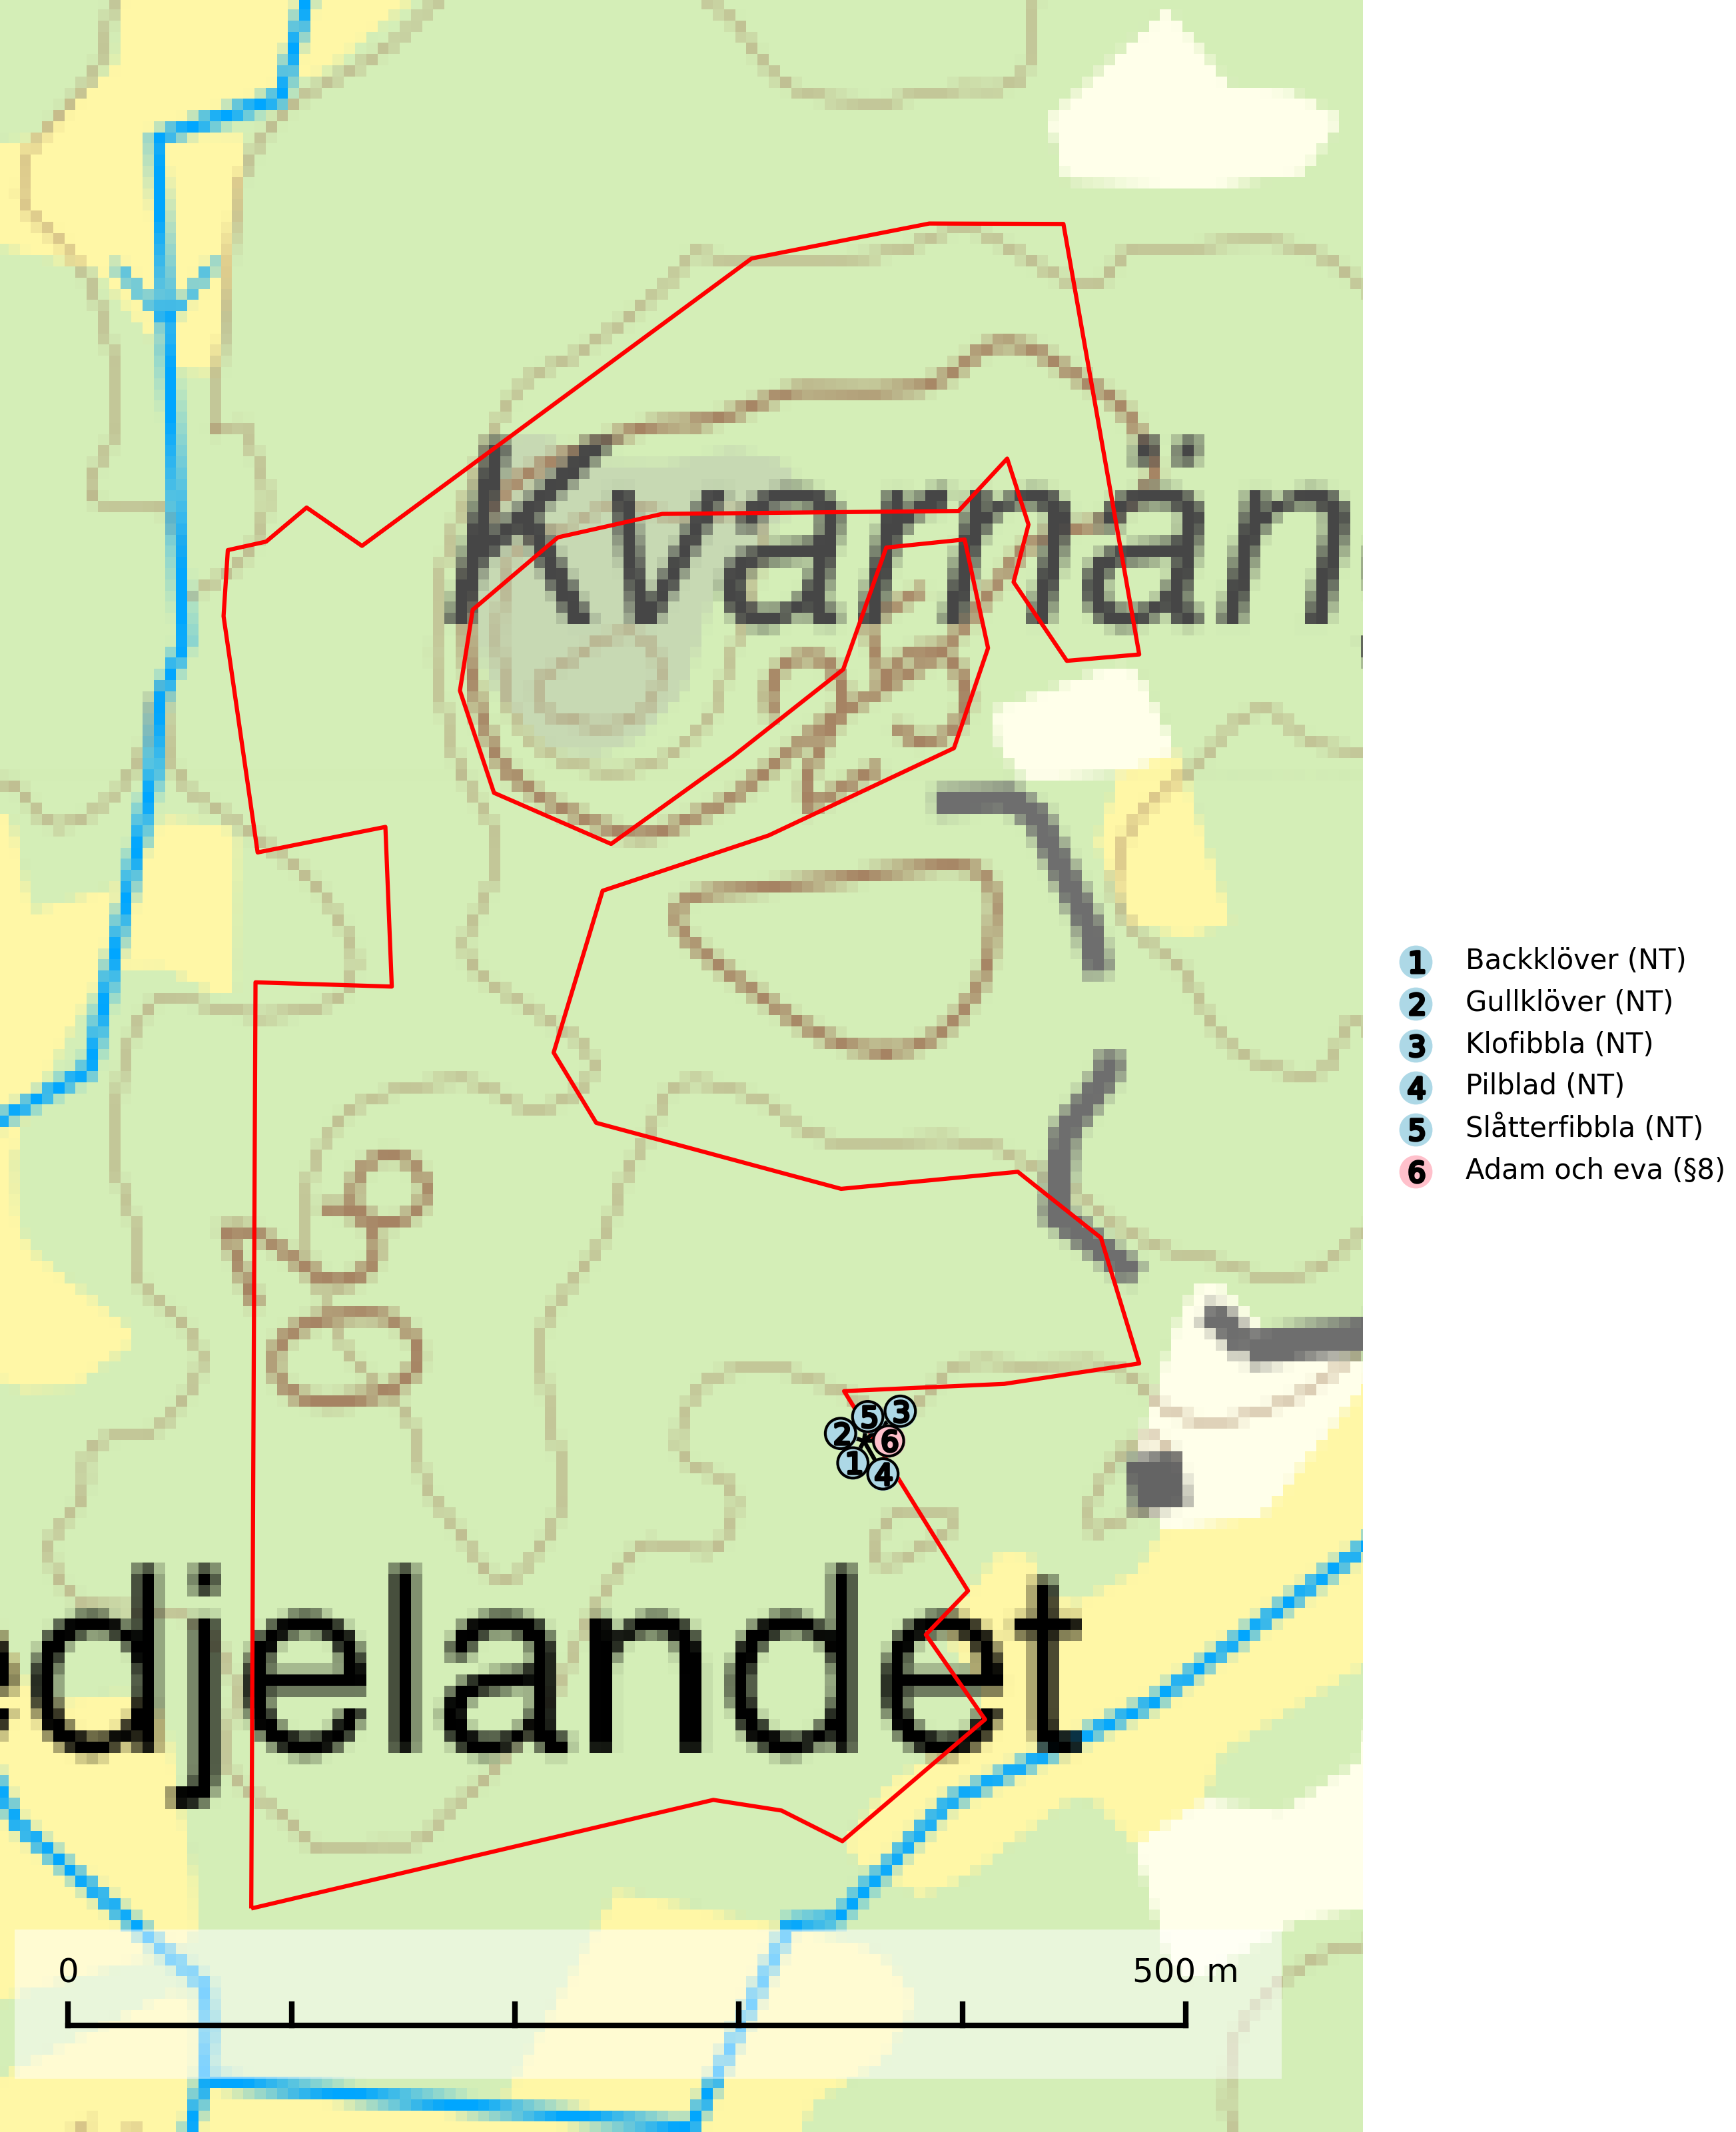 Kvarnän
1 Backklöver (NT)
2 Gullklöver (NT)
3 Klofibbla (NT)
4 Pilblad (NT)
5 Slåtterfibbla (NT)
6 Adam och eva (§8)
5 3
2 6
1 4
edjelandet
0 500 m